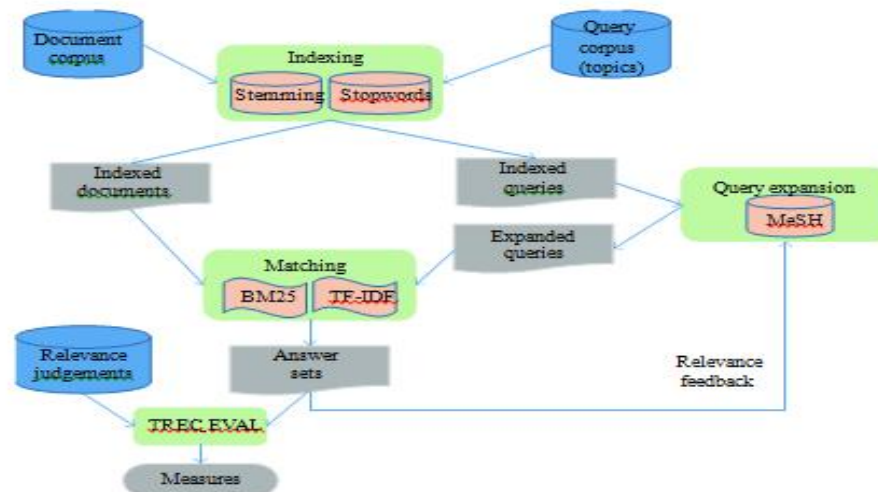 Document
corpus
Query
corpus
(topics)
Indexing
Stemming
Stopwords
Indexed
documents
Indexed
queries
Query expansion
MeSH
Expanded
queries
Matching
BM25
TF-IDF
Relevance
judgements
Answer
sets
Relevance
feedback
TREC EVAL
Measures